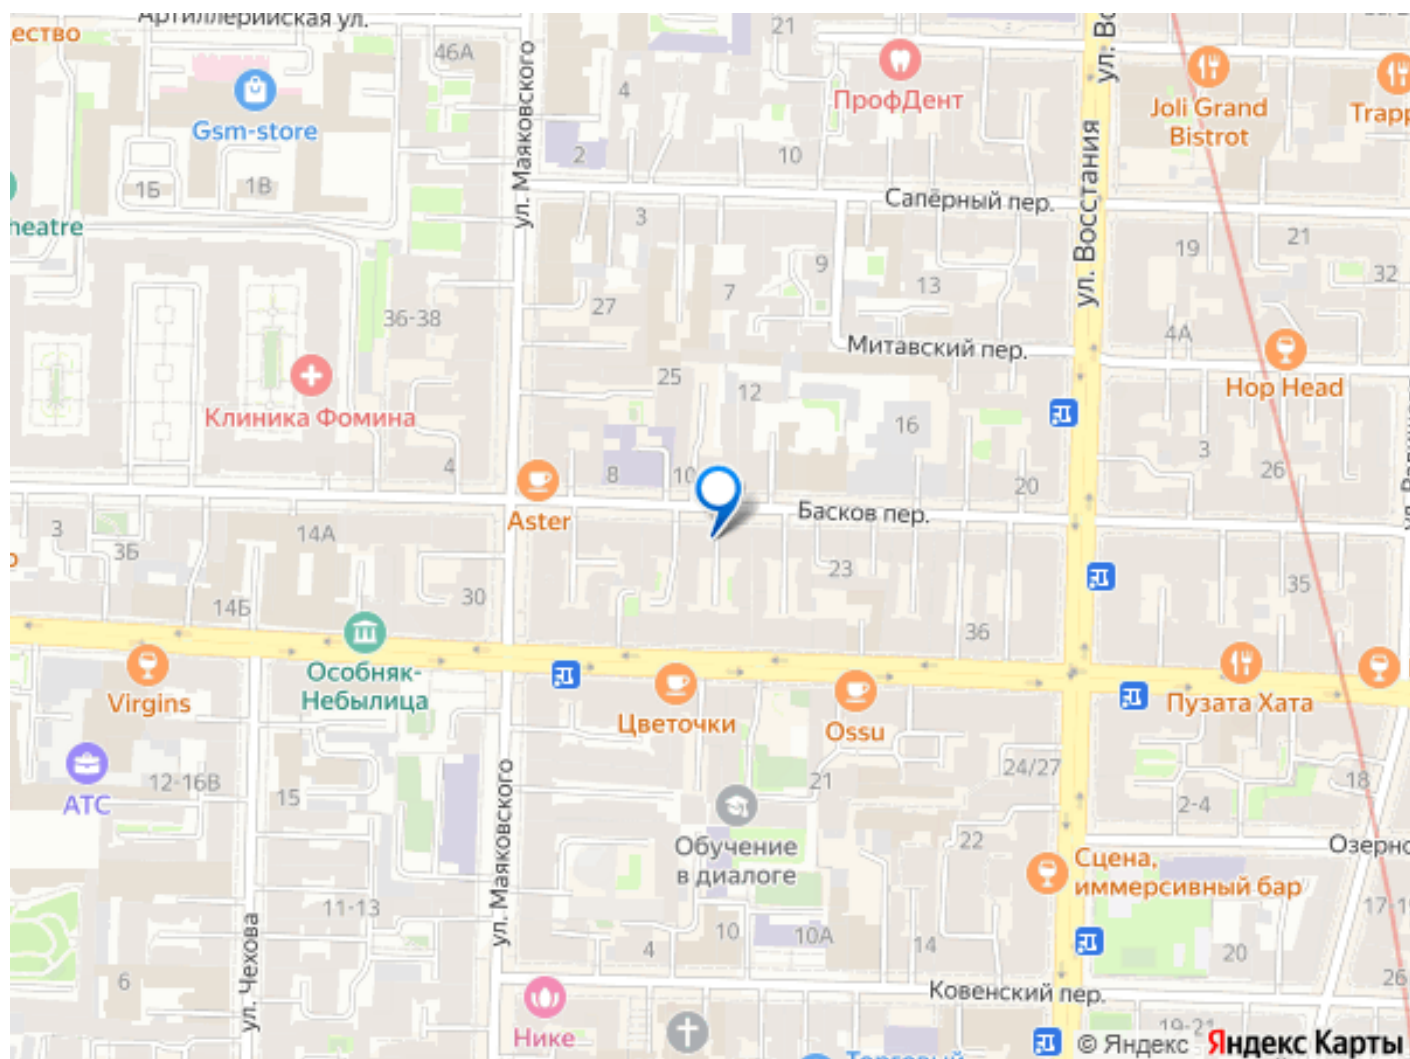 Артиллерийская ул.
ество
46А
21
4
ул. Маяковского
Gsm-store
ПрофДент
Joli Grand
Bistrot
Trapp
ул. Во
2
10
1Б
1В
Сапёрный пер.
ул. Восстания
neatre
3
19
21
9
32
7
13
27
36-38
4А
Митавский пер.
25
12
Hop Head
Клиника Фомина
16
3
4
8
10
20
26
Aster
Басков пер.
3
14А
3Б
23
35
14Б
30
36
Особняк-
Небылица
Virgins
Цветочки
Ossu
Пузата Хата
ул. Маяковского
24/27
12-16В
21
18
АТС
15
2-4
Обучение
в диалоге
22
Озерно
Сцена,
иммерсивный бар
11-13
ул. Чехова
10
10А
14
4
17-19
20
6
26
Ковенский пер.
Нике
19-21
© Яндекс Яндекс Карты